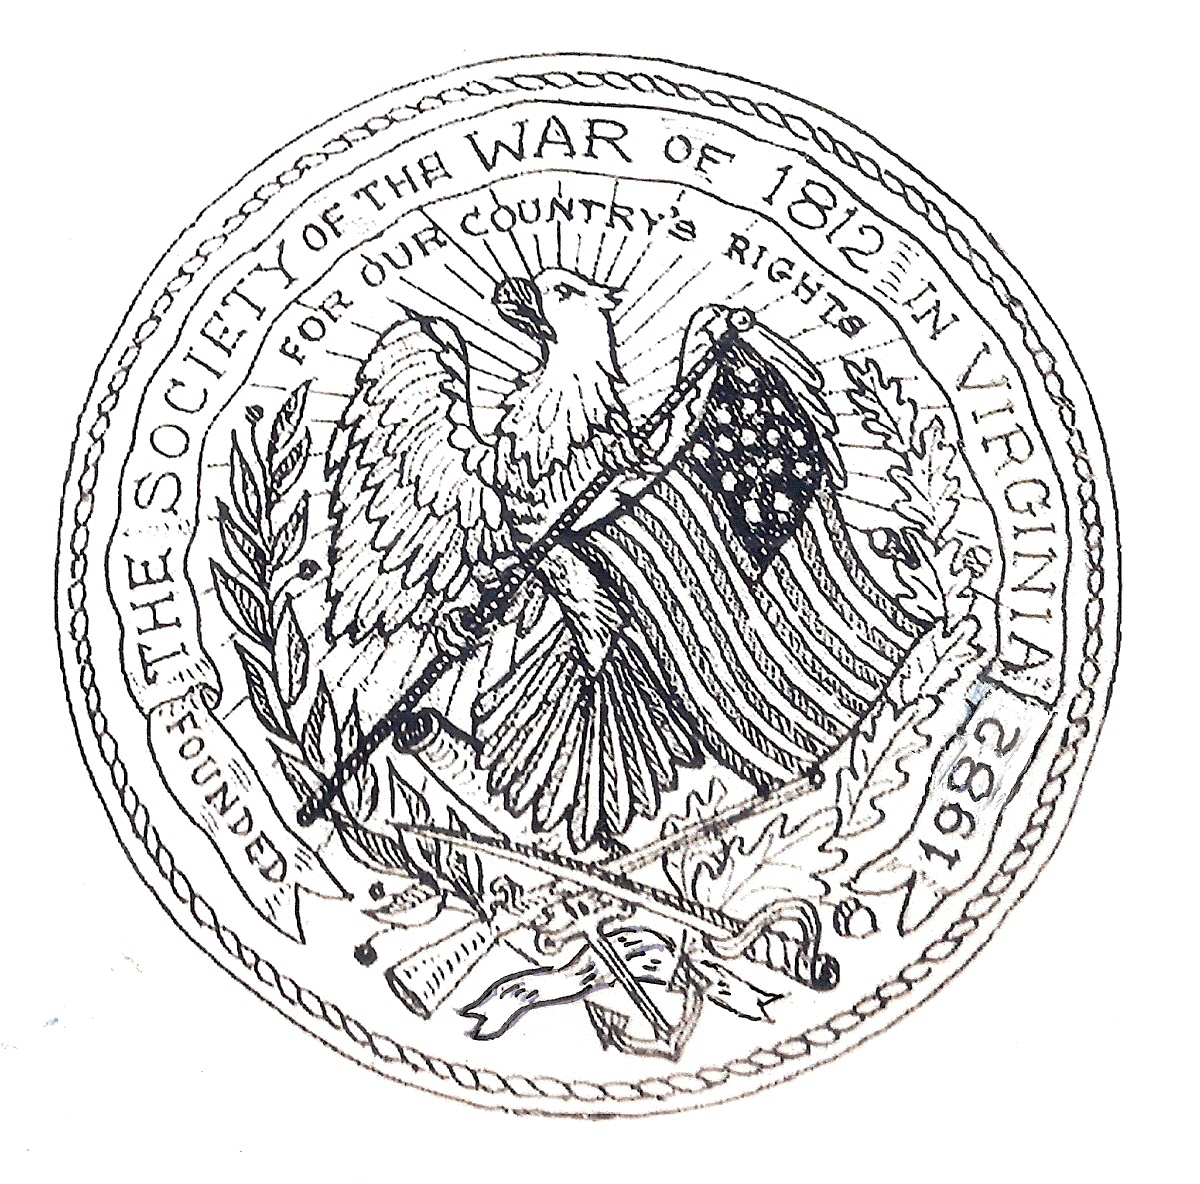 THE SOCIETY OF THE WAR OF 1812 IN VIRGINIA
FOR OUR COUNTRY'S RIGHTS
FOUNDED 1982